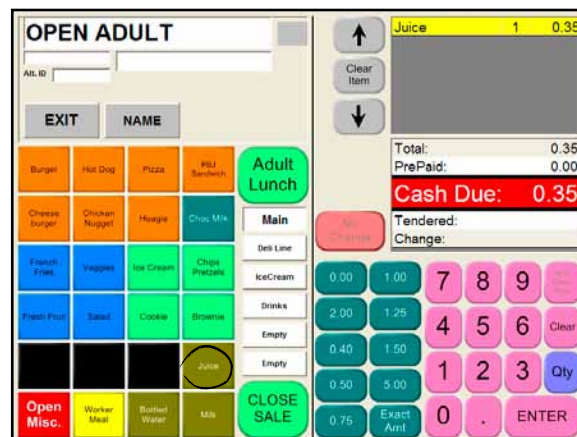 OPEN ADULT
Alt. ID
EXIT
NAME
Burger
Hot Dog
Pizza
PBJ
Sandwich
Cheese
burger
Chicken
Nugget
Hoagie
Choc Milk
French
Fries
Veggies
Ice Cream
Chips
Pretzels
Fresh Fruit
Salad
Cookie
Brownie
Juice
Open
Misc.
Worker
Meal
Bottled
Water
Milk
Adult
Lunch
Main
Deli Line
IceCream
Drinks
Empty
Empty
CLOSE
SALE
Clear
Item
Juice 1 0.35
Total: 0.35
PrePaid: 0.00
Cash Due: 0.35
Tendered:
Change:
No
Change
0.00 1.00
2.00 1.25
0.40 1.50
0.50 5.00
0.75 Exact
Amt
7 8 9
4 5 6 Clear
1 2 3 Qty
0 . ENTER